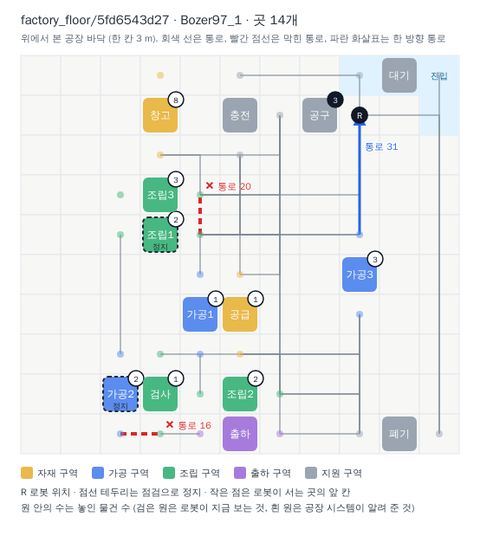 factory_floor/5fd6543d27 · Bozer97_1 · 곳 14개
위에서 본 공장 바닥 (한 칸 3 m). 회색 선은 통로, 빨간 점선은 막힌 통로, 파란 화살표는 한 방향 통로
대기
진입
창고 8
충전
공구 3
R
통로 31
조립3 3
✕ 통로 20
조립1 2
정지
가공3 3
가공1 1
공급 1
가공2 2
정지
검사 1
조립2 2
✕ 통로 16
출하
폐기
자재 구역 가공 구역 조립 구역 출하 구역 지원 구역
R 로봇 위치 · 점선 테두리는 점검으로 정지 · 작은 점은 로봇이 서는 곳의 앞 칸
원 안의 수는 놓인 물건 수 (검은 원은 로봇이 지금 보는 것, 흰 원은 공장 시스템이 알려 준 것)